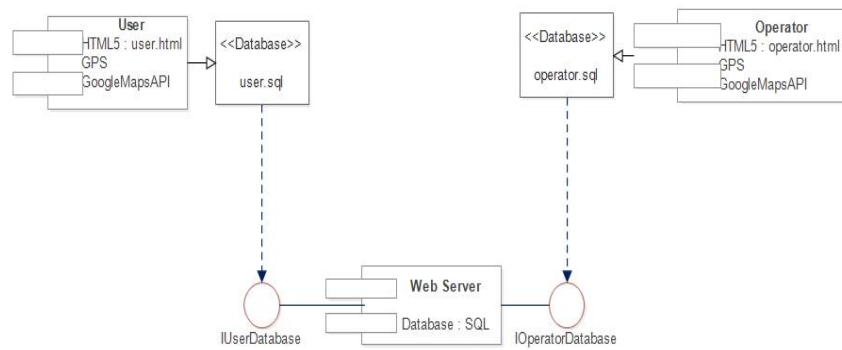 User
HTML5 : user.html
GPS
GoogleMapsAPI
<<Database>>
user.sql
<<Database>>
operator.sql
Operator
HTML5 : operator.html
GPS
GoogleMapsAPI
Web Server
Database : SQL
IUserDatabase
IOperatorDatabase